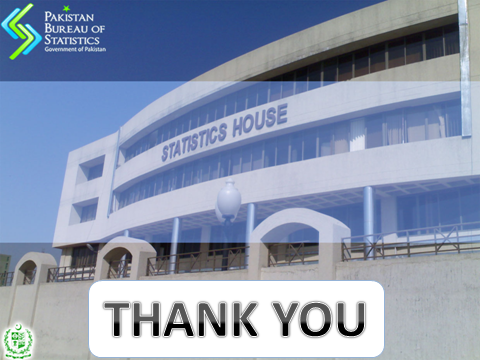 PAKISTAN
BUREAU OF
STATISTICS
Government of Pakistan
STATISTICS HOUSE
THANK YOU